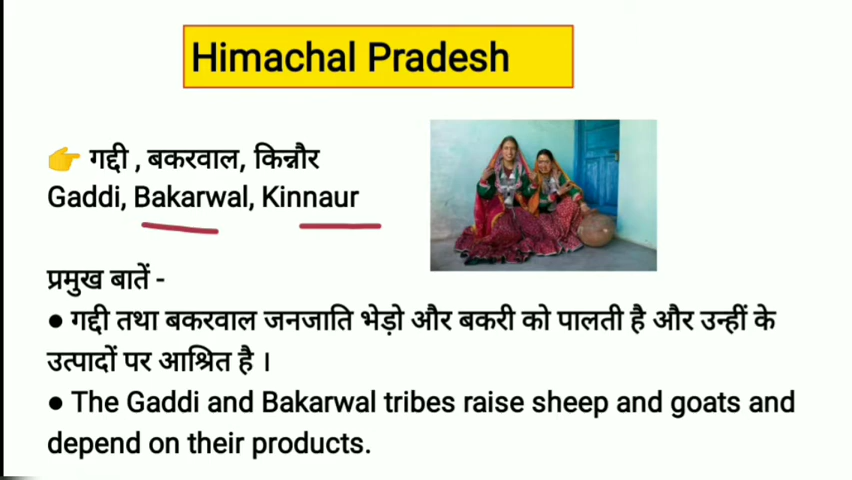 Himachal Pradesh
👉 गद्दी , बकरवाल, किन्नौर
Gaddi, Bakarwal, Kinnaur
प्रमुख बातें -
● गद्दी तथा बकरवाल जनजाति भेड़ो और बकरी को पालती है और उन्हीं के
उत्पादों पर आश्रित है ।
● The Gaddi and Bakarwal tribes raise sheep and goats and
depend on their products.